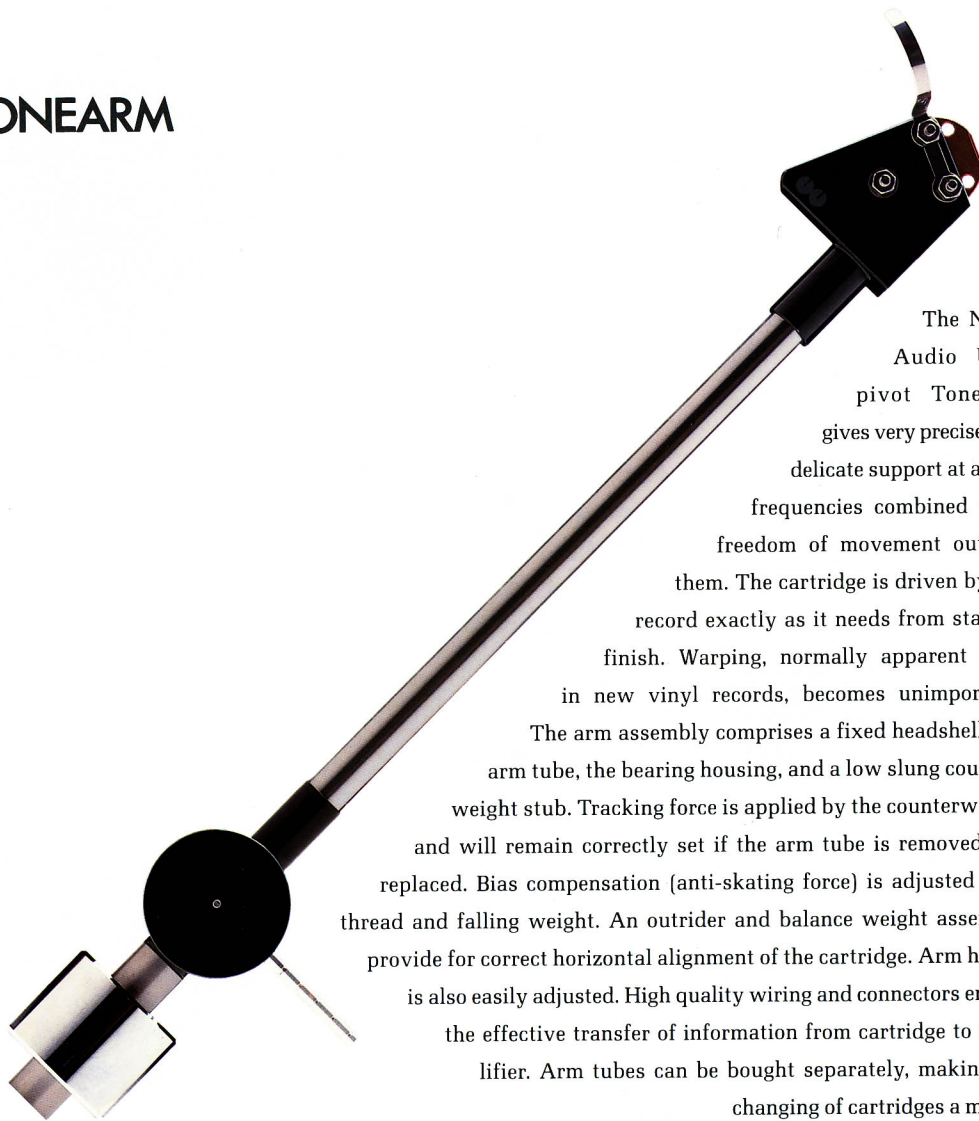 ONEARM
The N
Audio
pivot Tone
gives very precise
delicate support at a
frequencies combined
freedom of movement ou
them. The cartridge is driven by
record exactly as it needs from sta
finish. Warping, normally apparent
in new vinyl records, becomes unimpor
The arm assembly comprises a fixed headshell
arm tube, the bearing housing, and a low slung cou
weight stub. Tracking force is applied by the counterw
and will remain correctly set if the arm tube is removed
replaced. Bias compensation (anti-skating force) is adjusted
thread and falling weight. An outrider and balance weight asse
provide for correct horizontal alignment of the cartridge. Arm h
is also easily adjusted. High quality wiring and connectors en
the effective transfer of information from cartridge to
lifier. Arm tubes can be bought separately, makin
changing of cartridges a m